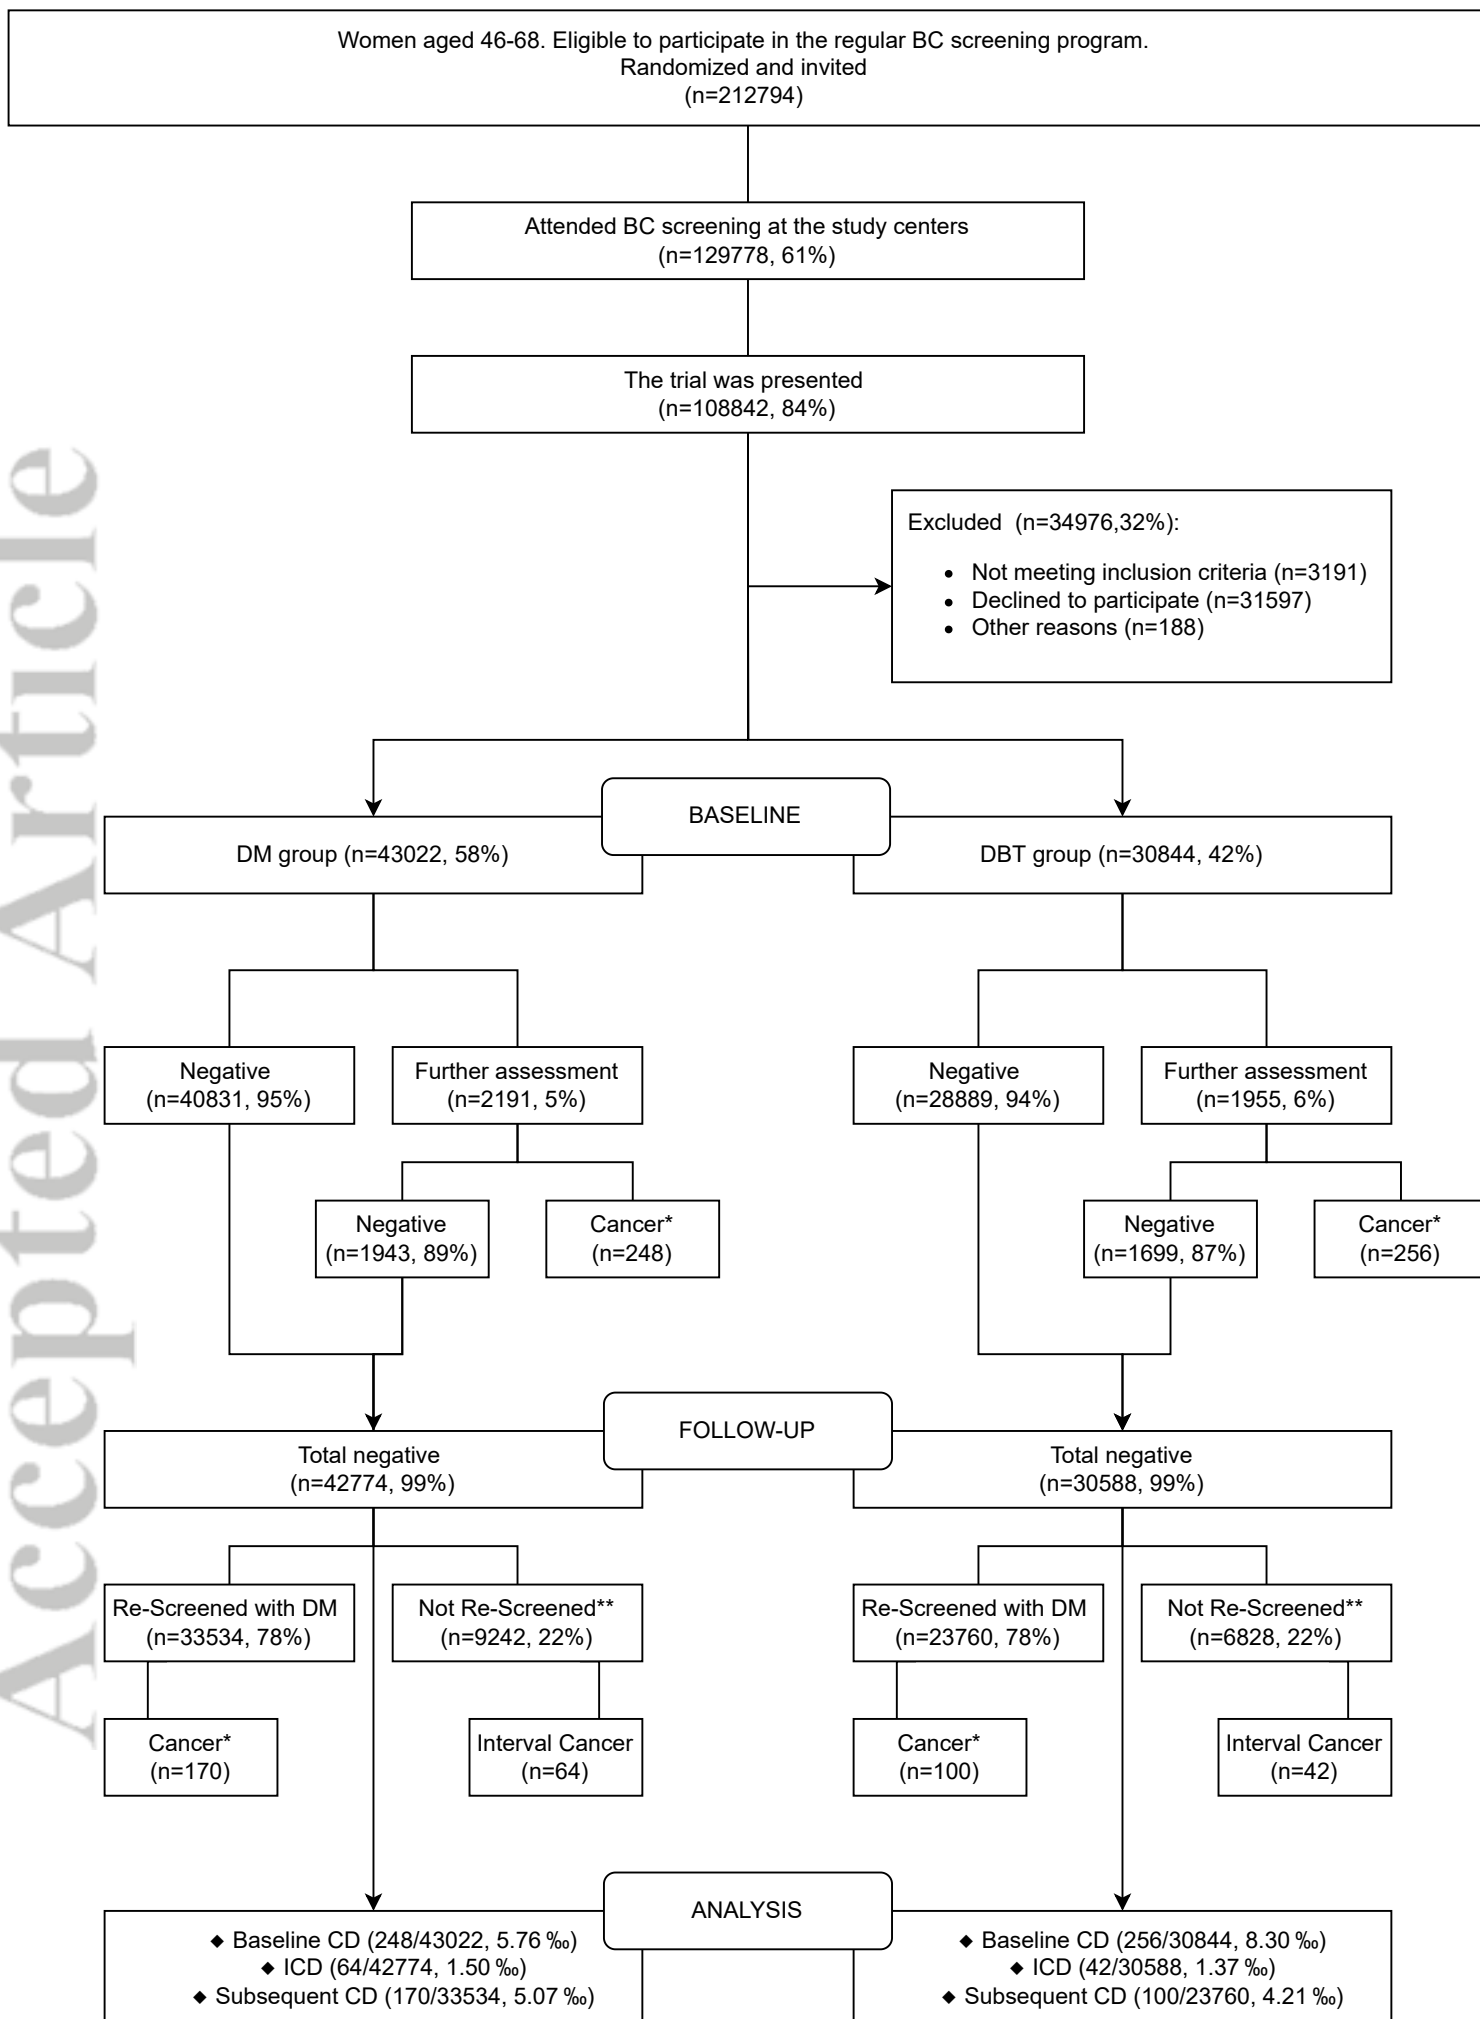 Women aged 46-68. Eligible to participate in the regular BC screening program.
Randomized and invited
(n=212794)
Attended BC screening at the study centers
(n=129778, 61%)
The trial was presented
(n=108842, 84%)
Excluded (n=34976,32%):
• Not meeting inclusion criteria (n=3191)
• Declined to participate (n=31597)
• Other reasons (n=188)
BASELINE
DM group (n=43022, 58%)
DBT group (n=30844, 42%)
Negative
(n=40831, 95%)
Further assessment
(n=2191, 5%)
Negative
(n=28889, 94%)
Further assessment
(n=1955, 6%)
Negative
(n=1943, 89%)
Cancer*
(n=248)
Negative
(n=1699, 87%)
Cancer*
(n=256)
FOLLOW-UP
Total negative
(n=42774, 99%)
Total negative
(n=30588, 99%)
Re-Screened with DM
(n=33534, 78%)
Not Re-Screened**
(n=9242, 22%)
Re-Screened with DM
(n=23760, 78%)
Not Re-Screened**
(n=6828, 22%)
Cancer*
(n=170)
Interval Cancer
(n=64)
Cancer*
(n=100)
Interval Cancer
(n=42)
ANALYSIS
◆ Baseline CD (248/43022, 5.76 ‰)
◆ ICD (64/42774, 1.50 ‰)
◆ Subsequent CD (170/33534, 5.07 ‰)
◆ Baseline CD (256/30844, 8.30 ‰)
◆ ICD (42/30588, 1.37 ‰)
◆ Subsequent CD (100/23760, 4.21 ‰)
Accepted Article